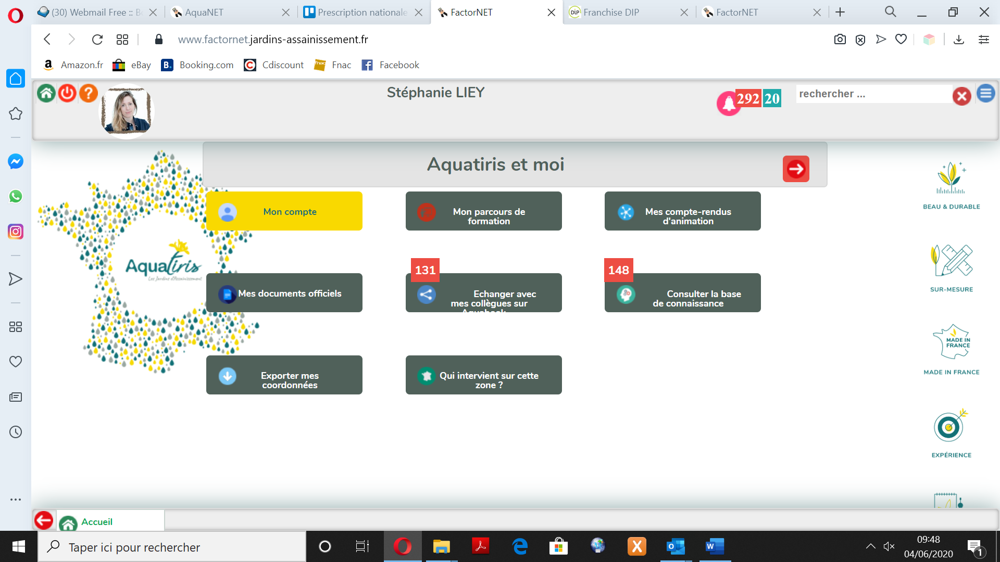 (30) Webmail Free :: B
AquaNET
Prescription nationale
FactorNET
Franchise DIP
FactorNET
www.factornet.jardins-assainissement.fr
Amazon.fr
eBay
Booking.com
Cdiscount
Fnac
Facebook
Stéphanie LIEY
292 20
rechercher ...
Aquatiris et moi
BEAU & DURABLE
Mon compte
Mon parcours de
formation
Mes compte-rendus
d'animation
Aquatiris
Les Jardins d'Assainissement
SUR-MESURE
131
148
Mes documents officiels
Echanger avec
mes collègues sur
Aquabook
Consulter la base
de connaissance
MADE IN
FRANCE
MADE IN FRANCE
Exporter mes
coordonnées
Qui intervient sur cette
zone ?
EXPÉRIENCE
Accueil
Taper ici pour rechercher
09:48
04/06/2020
1